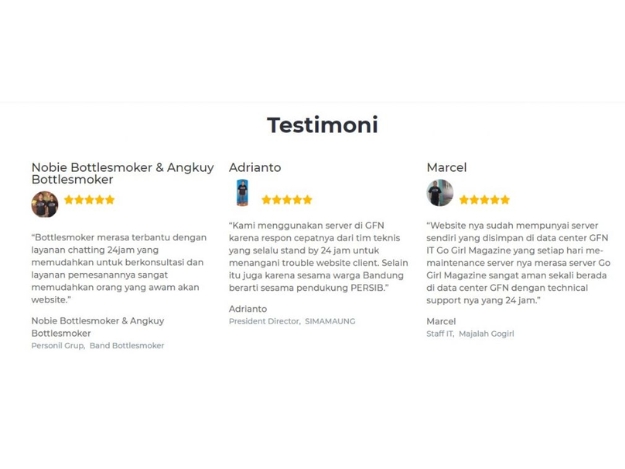 Testimoni
Nobie Bottlesmoker & Angkuy
Bottlesmoker
“Bottlesmoker merasa terbantu dengan
layanan chatting 24jam yang
memudahkan untuk berkonsultasi dan
layanan pemesanannya sangat
memudahkan orang yang awam akan
website.”
Nobie Bottlesmoker & Angkuy
Bottlesmoker
Personil Grup, Band Bottlesmoker
Adrianto
“Kami menggunakan server di GFN
karena respon cepatnya dari tim teknis
yang selalu stand by 24 jam untuk
menangani trouble website client. Selain
itu juga karena sesama warga Bandung
berarti sesama pendukung PERSIB.”
Adrianto
President Director, SIMAMAUNG
Marcel
“Website nya sudah mempunyai server
sendiri yang disimpan di data center GFN
IT Go Girl Magazine yang setiap hari me-
maintenance server nya merasa server Go
Girl Magazine sangat aman sekali berada
di data center GFN dengan technical
support nya yang 24 jam.”
Marcel
Staff IT, Majalah Gogirl